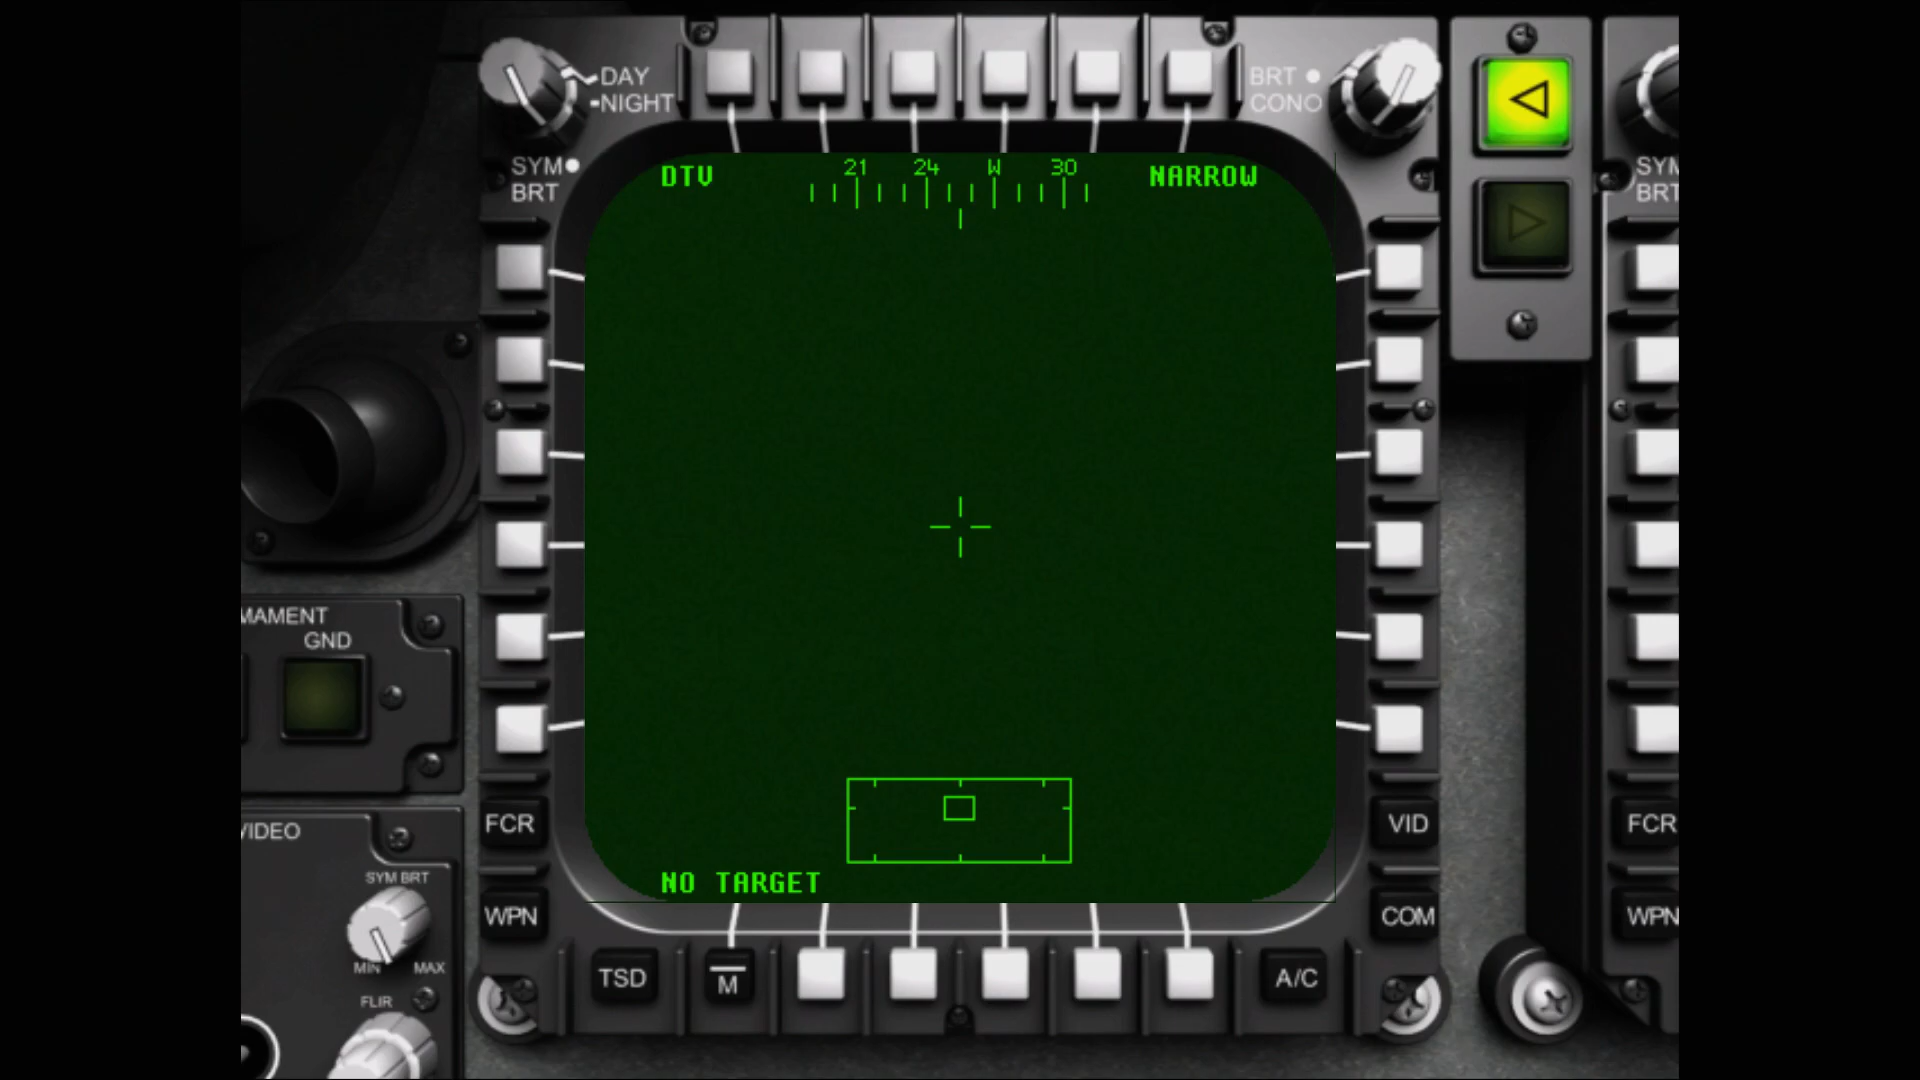 DAY
NIGHT
BRT
CONO
SYM
BRT
SYM
BRT
DTV
21 24 W 30
NARROW
MAMENT
GND
VIDEO
SYM BRT
MIN MAX
FLIR
FCR
VID
FCR
NO TARGET
WPN
COM
WPN
TSD
M
A/C